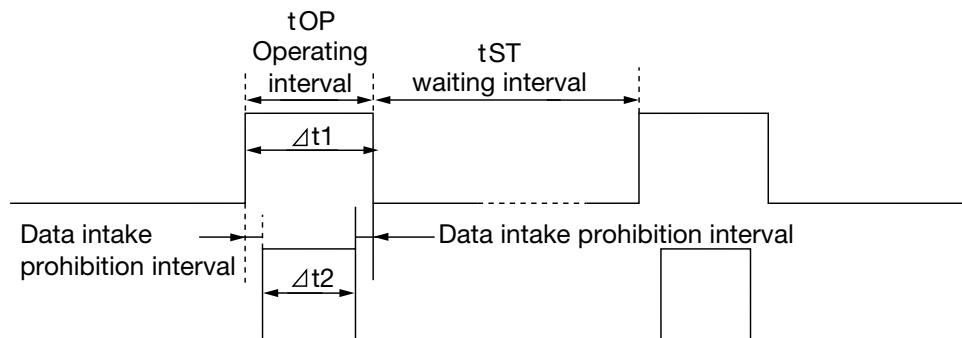 tOP
Operating
interval
tST
waiting interval
⊿t1
Data intake
prohibition interval
Data intake prohibition interval
⊿t2